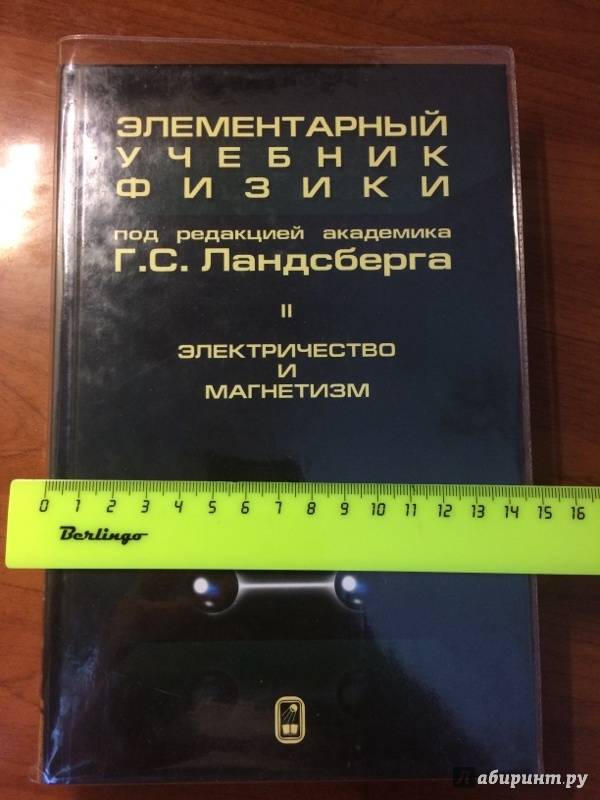 ЭЛЕМЕНТАРНЫЙ
УЧЕБНИК
ФИЗИКИ
под редакцией академика
Г.С. Ландсберга
II
ЭЛЕКТРИЧЕСТВО
И
МАГНЕТИЗМ
0 1 2 3 4 5 6 7 8 9 10 11 12 13 14 15 16
Berlingo
Лабиринт.ру